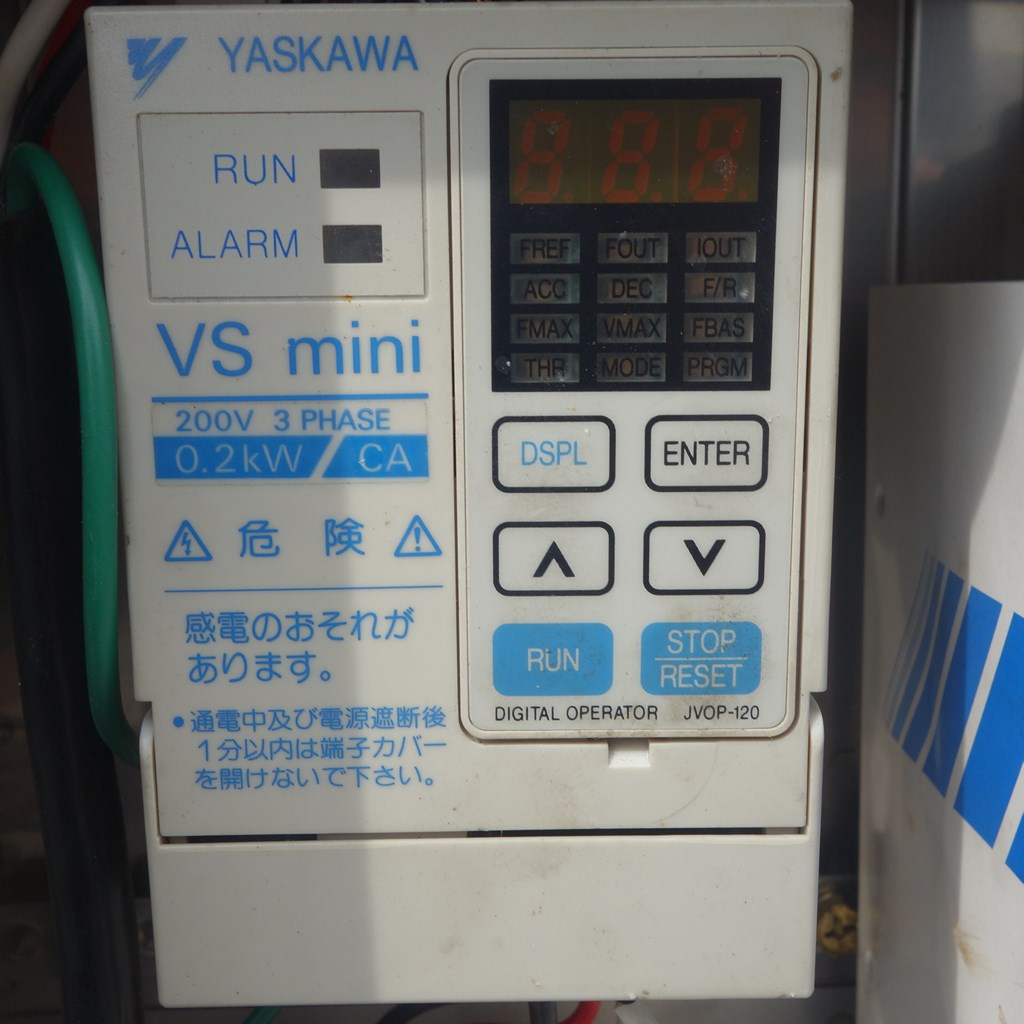 YASKAWA
RUN
ALARM
VS mini
200V 3 PHASE
0.2kW/CA
危 険
感電のおそれが
あります。
•通電中及び電源遮断後
1分以内は端子カバー
を開けないで下さい。
8.8.8.
FREF FOUT IOUT
ACC DEC F/R
FMAX VMAX FBAS
THR MODE PRGM
DSPL ENTER
∧ ∨
RUN STOP
RESET
DIGITAL OPERATOR JVOP-120